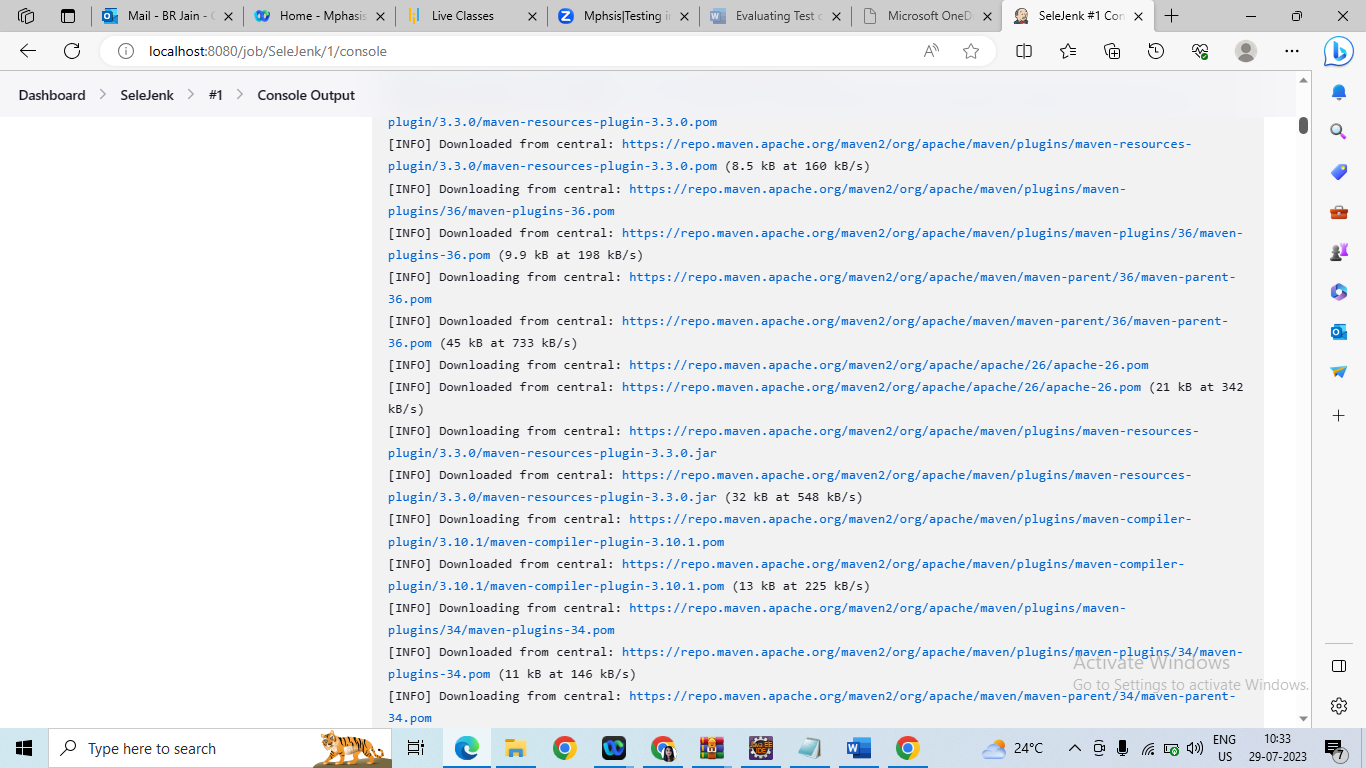 Mail - BR Jain - 
Home - Mphasis
Live Classes
Mphsis|Testing in
Evaluating Test c
Microsoft OneD
SeleJenk #1 Con
localhost:8080/job/SeleJenk/1/console
Dashboard > SeleJenk > #1 > Console Output
plugin/3.3.0/maven-resources-plugin-3.3.0.pom
[INFO] Downloaded from central: https://repo.maven.apache.org/maven2/org/apache/maven/plugins/maven-resources-
plugin/3.3.0/maven-resources-plugin-3.3.0.pom (8.5 kB at 160 kB/s)
[INFO] Downloading from central: https://repo.maven.apache.org/maven2/org/apache/maven/plugins/maven-
plugins/36/maven-plugins-36.pom
[INFO] Downloaded from central: https://repo.maven.apache.org/maven2/org/apache/maven/plugins/maven-plugins/36/maven-
plugins-36.pom (9.9 kB at 198 kB/s)
[INFO] Downloading from central: https://repo.maven.apache.org/maven2/org/apache/maven/maven-parent/36/maven-parent-
36.pom
[INFO] Downloaded from central: https://repo.maven.apache.org/maven2/org/apache/maven/maven-parent/36/maven-parent-
36.pom (45 kB at 733 kB/s)
[INFO] Downloading from central: https://repo.maven.apache.org/maven2/org/apache/apache/26/apache-26.pom
[INFO] Downloaded from central: https://repo.maven.apache.org/maven2/org/apache/apache/26/apache-26.pom (21 kB at 342
kB/s)
[INFO] Downloading from central: https://repo.maven.apache.org/maven2/org/apache/maven/plugins/maven-resources-
plugin/3.3.0/maven-resources-plugin-3.3.0.jar
[INFO] Downloaded from central: https://repo.maven.apache.org/maven2/org/apache/maven/plugins/maven-resources-
plugin/3.3.0/maven-resources-plugin-3.3.0.jar (32 kB at 548 kB/s)
[INFO] Downloading from central: https://repo.maven.apache.org/maven2/org/apache/maven/plugins/maven-compiler-
plugin/3.10.1/maven-compiler-plugin-3.10.1.pom
[INFO] Downloaded from central: https://repo.maven.apache.org/maven2/org/apache/maven/plugins/maven-compiler-
plugin/3.10.1/maven-compiler-plugin-3.10.1.pom (13 kB at 225 kB/s)
[INFO] Downloading from central: https://repo.maven.apache.org/maven2/org/apache/maven/plugins/maven-
plugins/34/maven-plugins-34.pom
[INFO] Downloaded from central: https://repo.maven.apache.org/maven2/org/apache/maven/plugins/maven-plugins/34/maven-
plugins-34.pom (11 kB at 146 kB/s)
[INFO] Downloading from central: https://repo.maven.apache.org/maven2/org/apache/maven/maven-parent/34/maven-parent-
34.pom
Activate Windows
Go to Settings to activate Windows.
Type here to search
24°C
ENG
US
10:33
29-07-2023
7